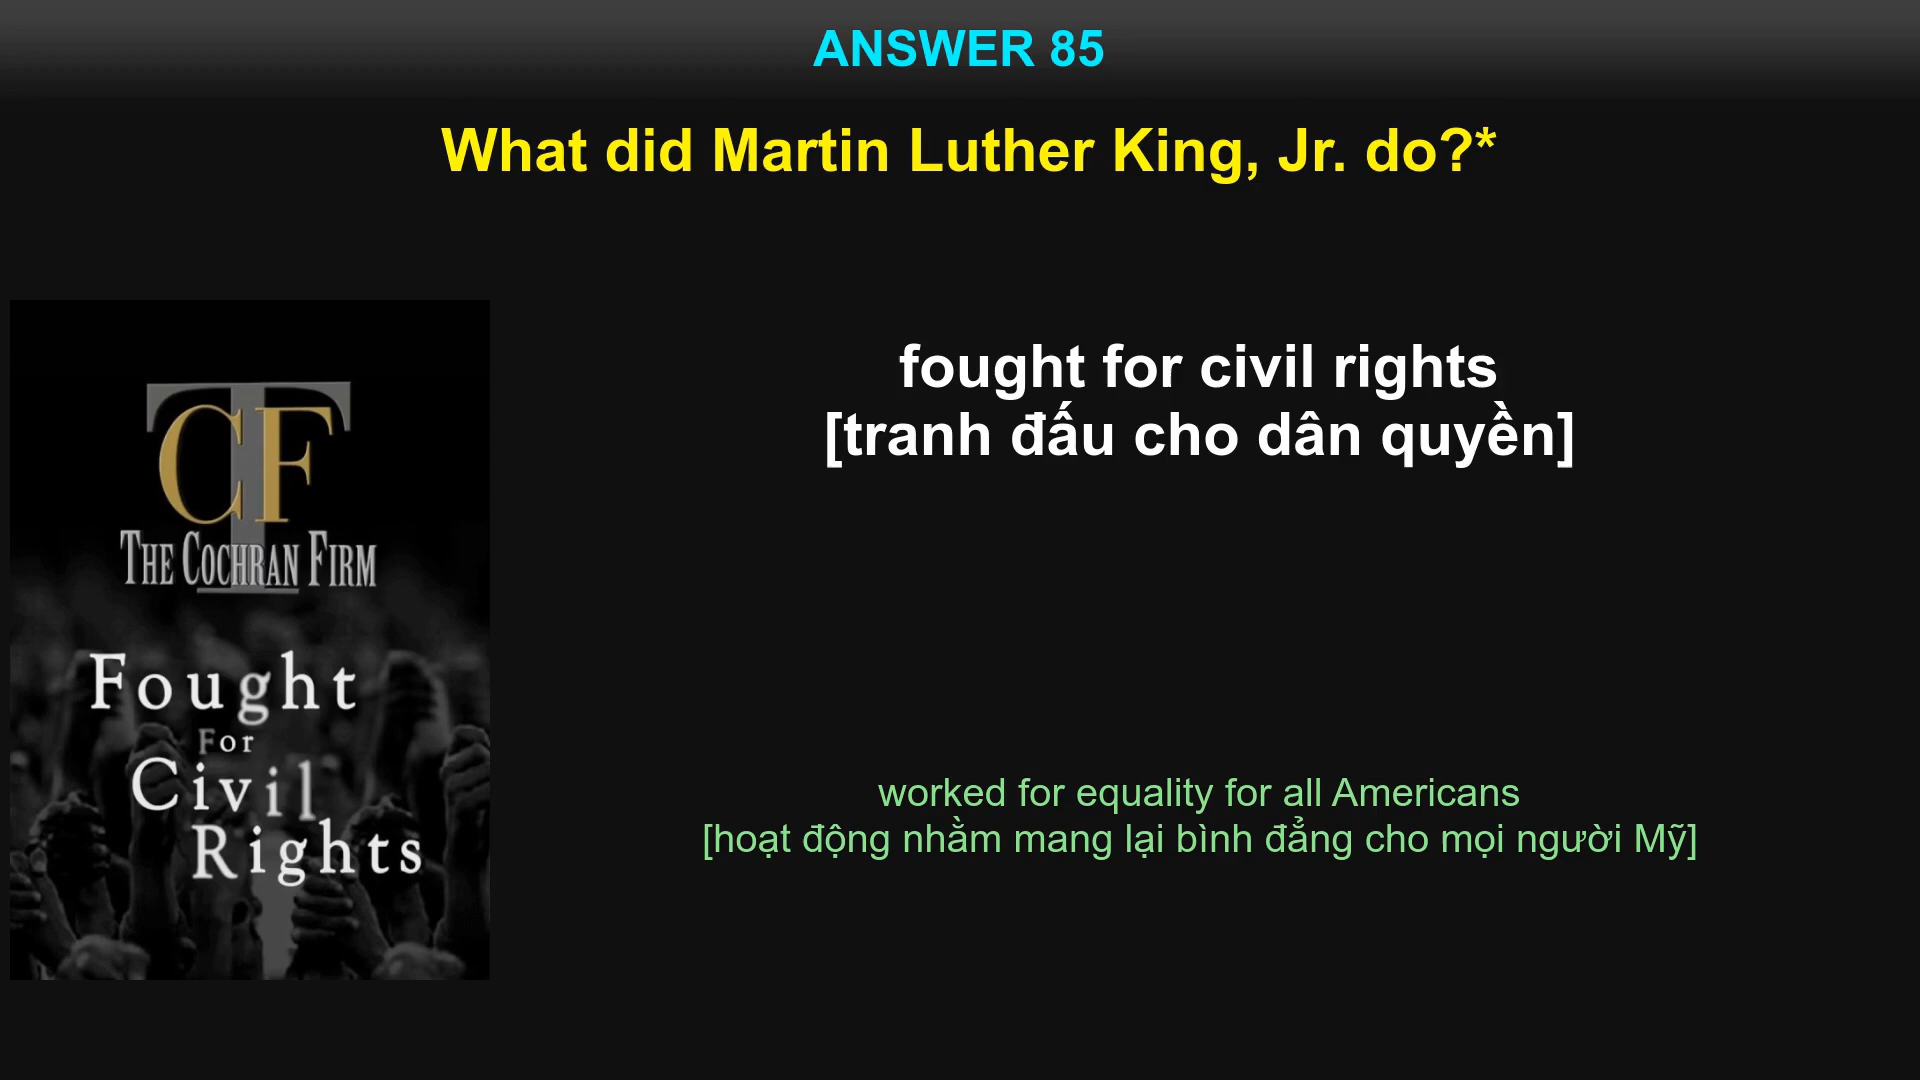 ANSWER 85
What did Martin Luther King, Jr. do?*
fought for civil rights
[tranh đấu cho dân quyền]
CTF
THE COCHRAN FIRM
Fought
For
Civil
Rights
worked for equality for all Americans
[hoạt động nhằm mang lại bình đẳng cho mọi người Mỹ]